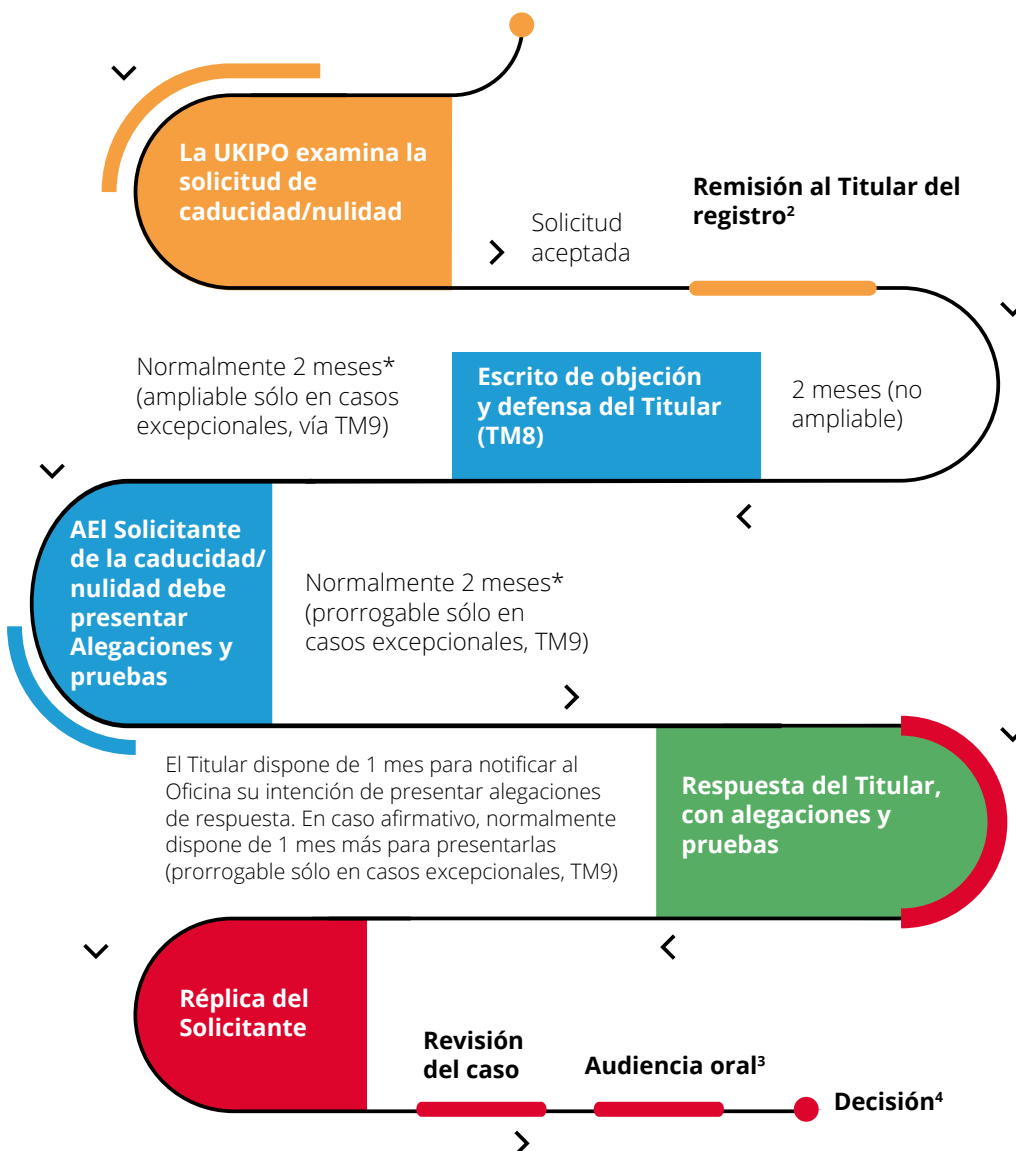 La UKIPO examina la
solicitud de
caducidad/nulidad
Solicitud
aceptada
Remisión al Titular del
registro²
2 meses (no
ampliable)
Escrito de objeción
y defensa del Titular
(TM8)
Normalmente 2 meses*
(ampliable sólo en casos
excepcionales, vía TM9)
AEl Solicitante
de la caducidad/
nulidad debe
presentar
Alegaciones y
pruebas
Normalmente 2 meses*
(prorrogable sólo en
casos excepcionales, TM9)
Respuesta del Titular,
con alegaciones y
pruebas
El Titular dispone de 1 mes para notificar al
Oficina su intención de presentar alegaciones
de respuesta. En caso afirmativo, normalmente
dispone de 1 mes más para presentarlas
(prorrogable sólo en casos excepcionales, TM9)
Réplica del
Solicitante
Revisión
del caso
Audiencia oral³
Decisión⁴